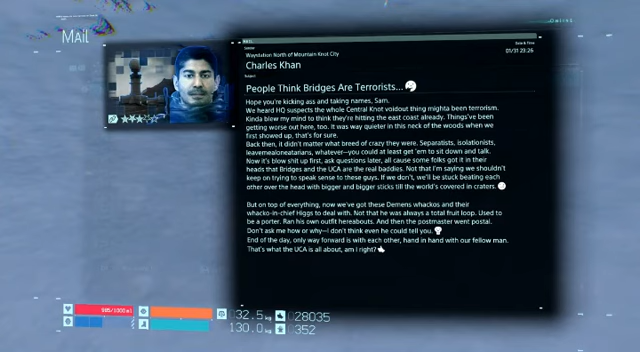 Mail
Sender
Waystation North of Mountain Knot City
Date & Time
Charles Khan
01/31 23:26
Subject
People Think Bridges Are Terrorists...
Hope you're kicking ass and taking names, Sam.
We heard HQ suspects the whole Central Knot voidout thing mighta been terrorism.
Kinda blew my mind to think they're hitting the east coast already. Things've been
getting worse out here, too. It was way quieter in this neck of the woods when we
first showed up, that's for sure.
Back then, it didn't matter what breed of crazy they were. Separatists, isolationists,
leavemealoneatarians, whatever—you could at least get 'em to sit down and talk.
Now it's blow shit up first, ask questions later, all cause some folks got it in their
heads that Bridges and the UCA are the real baddies. Not that I'm saying we shouldn't
keep on trying to speak sense to these guys. If we don't, we'll be stuck beating each
other over the head with bigger and bigger sticks till the world's covered in craters.
But on top of everything, now we've got these Demens whackos and their
whacko-in-chief Higgs to deal with. Not that he was always a total fruit loop. Used to
be a porter. Ran his own outfit hereabouts. And then the postmaster went postal.
Don't ask me how or why—I don't think even he could tell you.
End of the day, only way forward is with each other, hand in hand with our fellow man.
That's what the UCA is all about, am I right?
032.5 kg
028035
130.0 kg
352